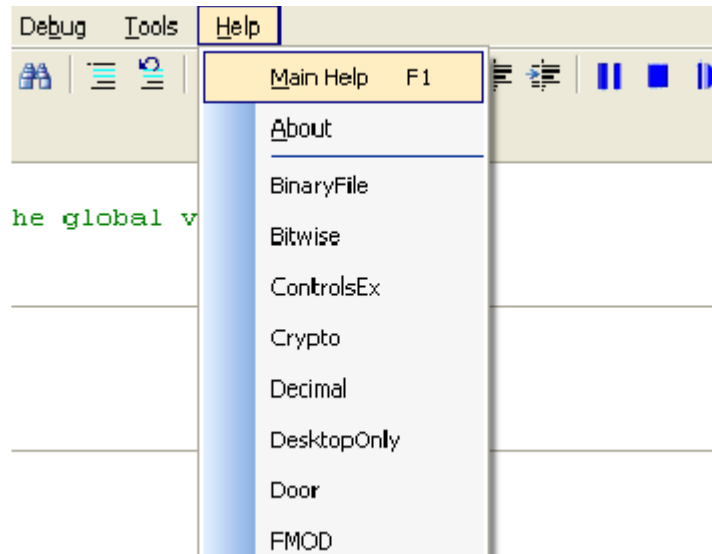 Debug Tools Help
Main Help F1
About
BinaryFile
he global v
Bitwise
ControlsEx
Crypto
Decimal
DesktopOnly
Door
FMOD